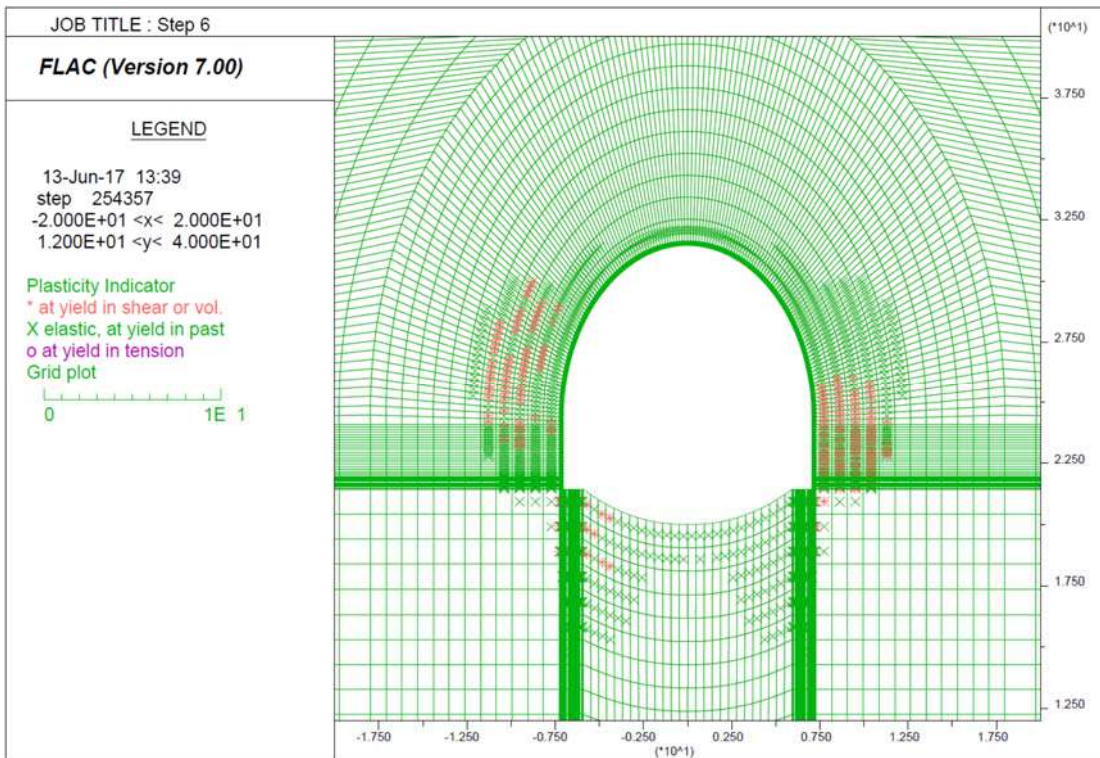 JOB TITLE : Step 6
FLAC (Version 7.00)
LEGEND
13-Jun-17 13:39
step 254357
-2.000E+01 <x< 2.000E+01
1.200E+01 <y< 4.000E+01
Plasticity Indicator
* at yield in shear or vol.
X elastic, at yield in past
o at yield in tension
Grid plot
0 1E 1
(*10^1)
3.750
3.250
2.750
2.250
1.750
1.250
-1.750 -1.250 -0.750 -0.250 0.250 0.750 1.250 1.750
(*10^1)